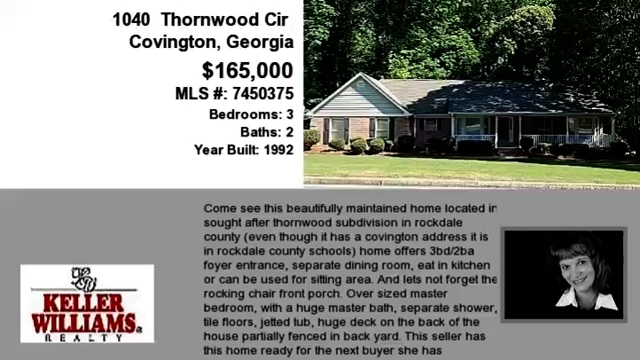 1040 Thornwood Cir
Covington, Georgia
$165,000
MLS #: 7450375
Bedrooms: 3
Baths: 2
Year Built: 1992
Come see this beautifully maintained home located in
sought after thornwood subdivision in rockdale
county (even though it has a covington address it is
in rockdale county schools) home offers 3bd/2ba
foyer entrance, separate dining room, eat in kitchen
or can be used for sitting area. And lets not forget the
rocking chair front porch. Over sized master
bedroom, with a huge master bath, separate shower,
tile floors, jetted tub, huge deck on the back of the
house partially fenced in back yard. This seller has
this home ready for the next buyer she has
KW
KELLER
WILLIAMS
REALTY